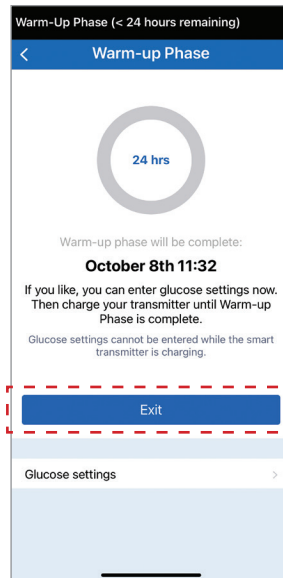 Warm-Up Phase (< 24 hours remaining)
Warm-up Phase
24 hrs
Warm-up phase will be complete:
October 8th 11:32
If you like, you can enter glucose settings now.
Then charge your transmitter until Warm-up
Phase is complete.
Glucose settings cannot be entered while the smart
transmitter is charging.
Exit
Glucose settings